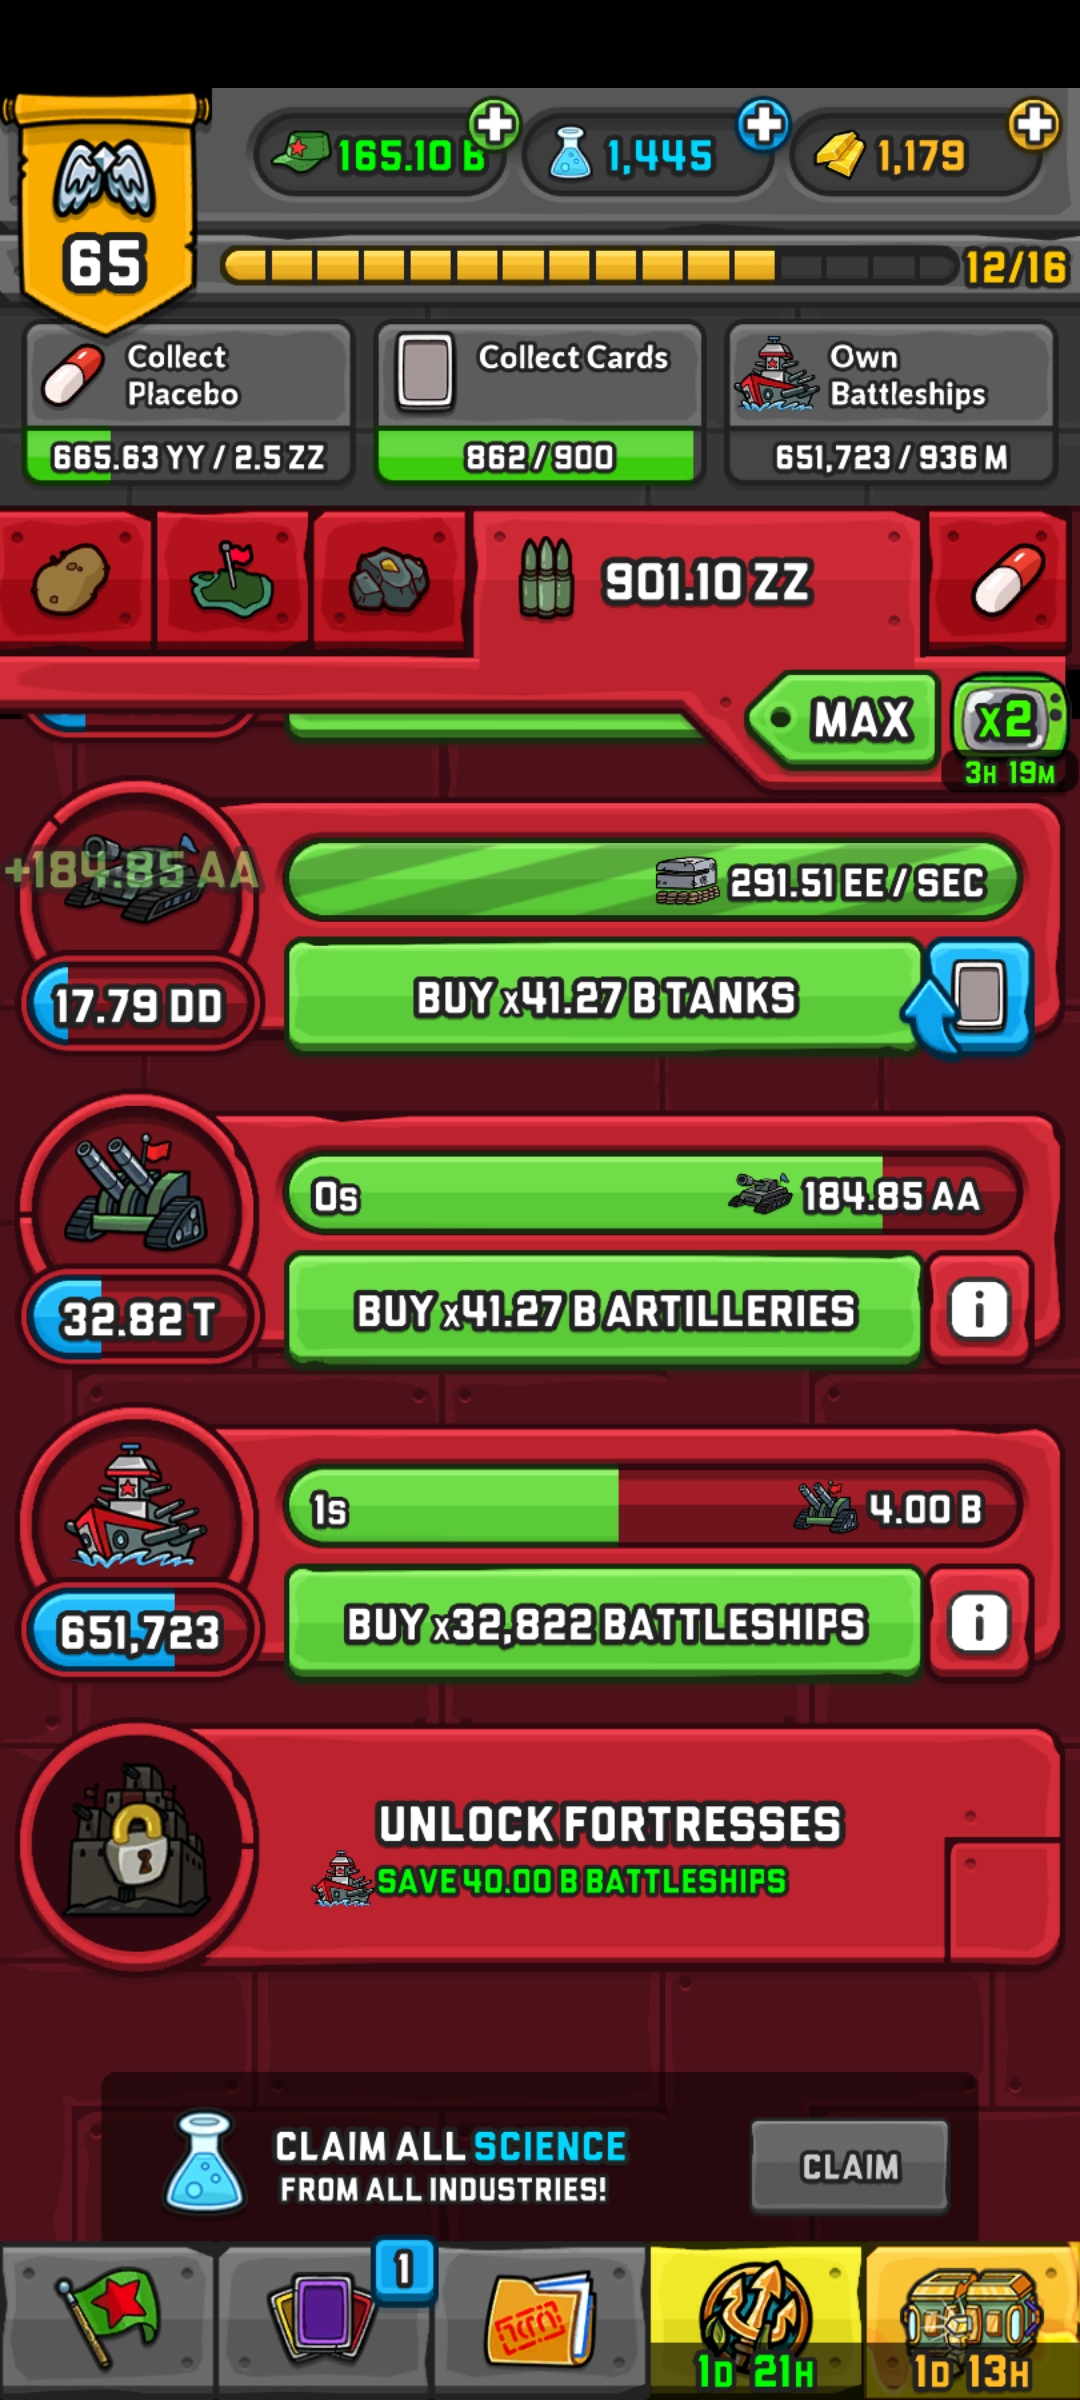 165.10 B
1,445
1,179
65
12/16
Collect
Placebo
Collect Cards
Own
Battleships
665.63 YY / 2.5 ZZ
862/900
651,723 / 936 M
901.10 ZZ
MAX
x2
3H 19M
+184.85 AA
291.51 EE / SEC
17.79 DD
BUY x41.27 B TANKS
0s
184.85 AA
32.82 T
BUY x41.27 B ARTILLERIES
i
1s
4.00 B
651,723
BUY x32,822 BATTLESHIPS
i
UNLOCK FORTRESSES
SAVE 40.00 B BATTLESHIPS
CLAIM ALL SCIENCE
FROM ALL INDUSTRIES!
CLAIM
1
1D 21H
1D 13H